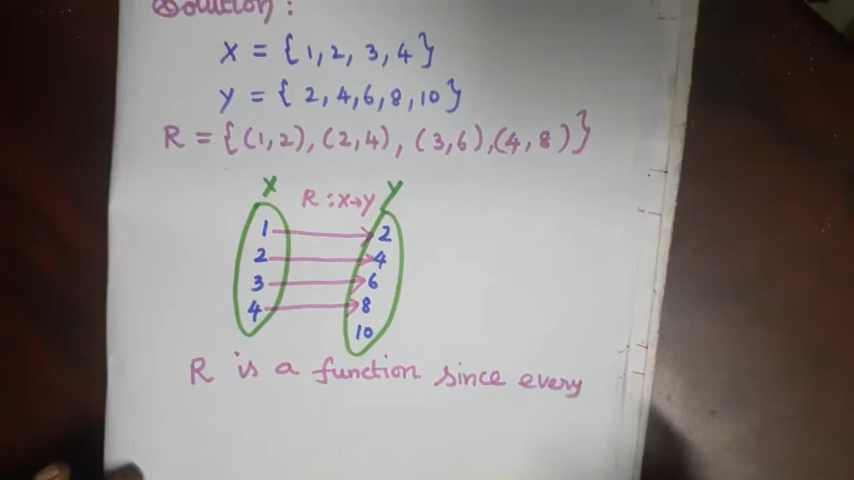 Solution :
X = { 1, 2, 3, 4 }
Y = { 2, 4, 6, 8, 10 }
R = {(1, 2), (2, 4), (3, 6), (4, 8)}
X R : X→Y Y
1 2
2 4
3 6
4 8
10
R is a function since every